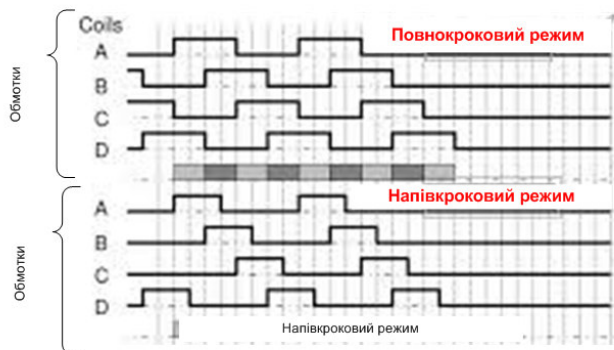 Coils
Обмотки
A
Повнокроковий режим
B
C
D
Обмотки
A
Напівкроковий режим
B
C
D
Напівкроковий режим